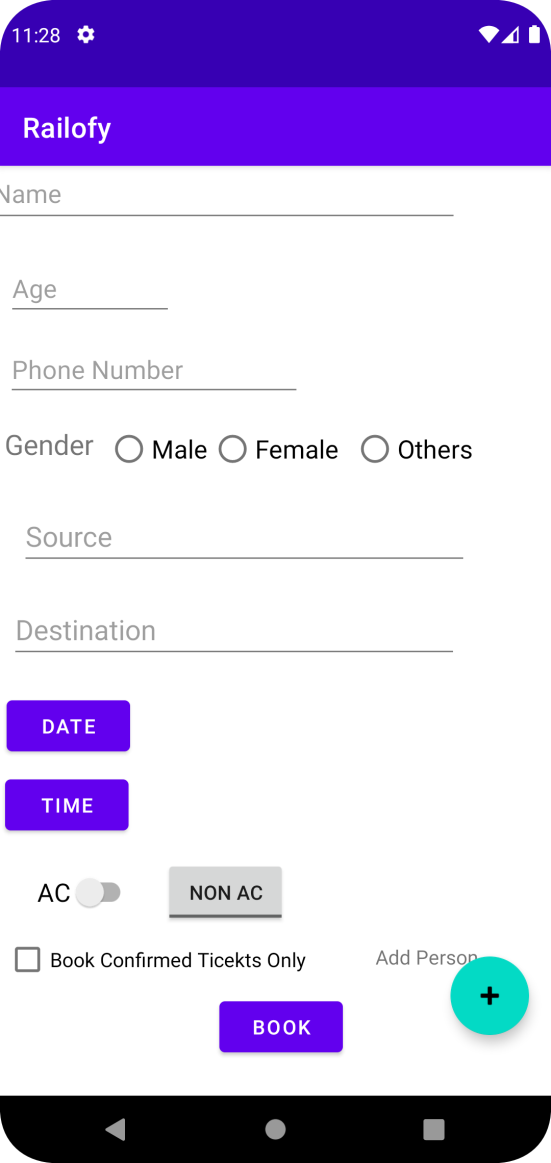 11:28
Railofy
Name
Age
Phone Number
Gender Male Female Others
Source
Destination
DATE
TIME
AC NON AC
Book Confirmed Ticekts Only Add Person
+
BOOK